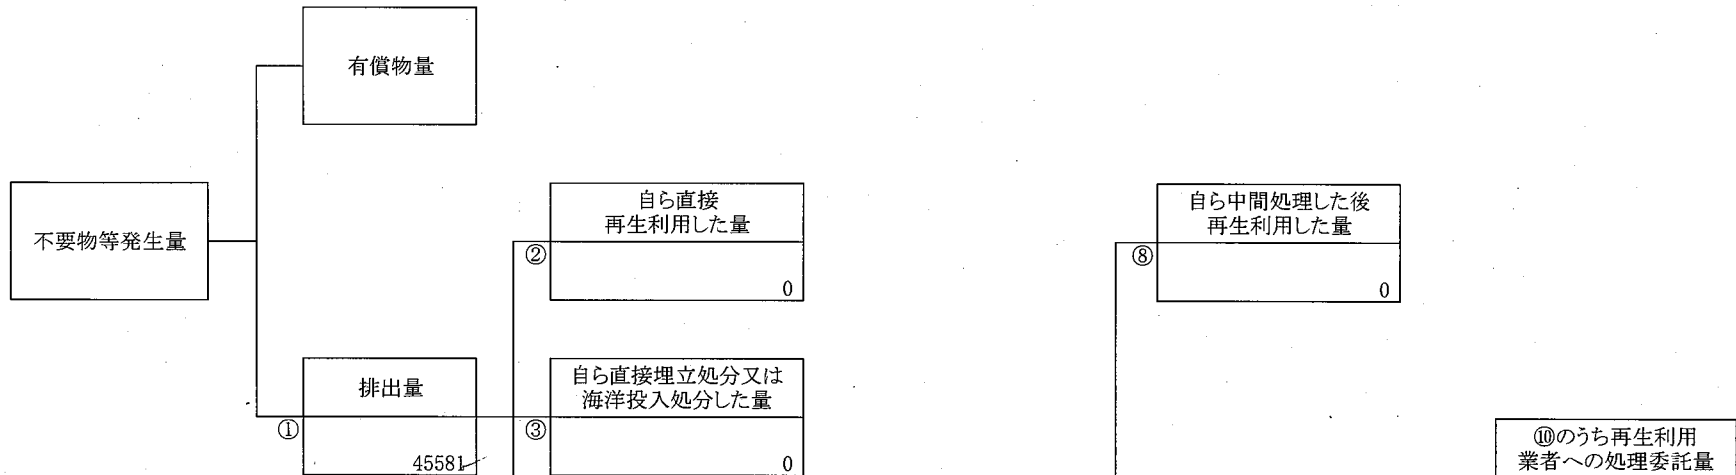 有償物量
不要物等発生量
自ら直接
再生利用した量
②
0
自ら中間処理した後
再生利用した量
⑧
0
排出量
①
45581
自ら直接埋立処分又は
海洋投入処分した量
③
0
⑩のうち再生利用
業者への処理委託量